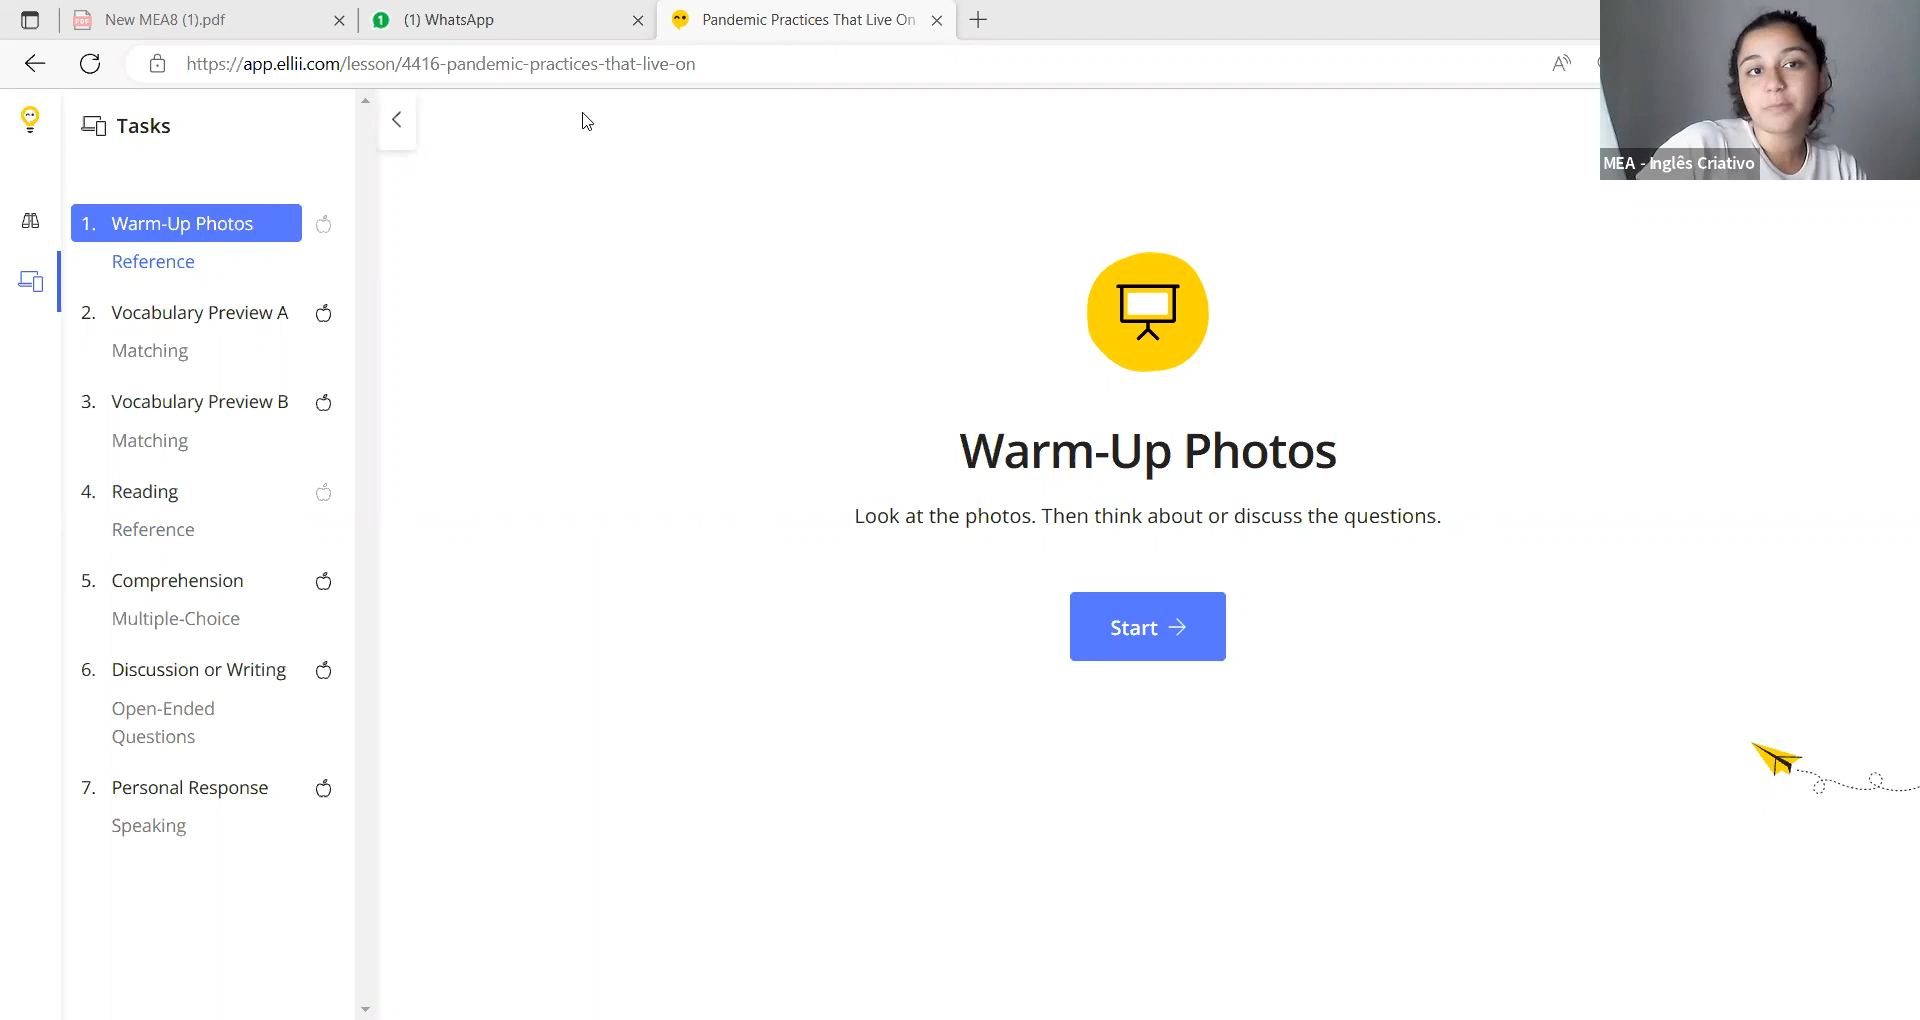 New MEA8 (1).pdf
(1) WhatsApp
Pandemic Practices That Live On
https://app.ellii.com/lesson/4416-pandemic-practices-that-live-on
MEA - Inglês Criativo
Tasks
1. Warm-Up Photos
Reference
2. Vocabulary Preview A
Matching
3. Vocabulary Preview B
Matching
4. Reading
Reference
5. Comprehension
Multiple-Choice
6. Discussion or Writing
Open-Ended
Questions
7. Personal Response
Speaking
Warm-Up Photos
Look at the photos. Then think about or discuss the questions.
Start